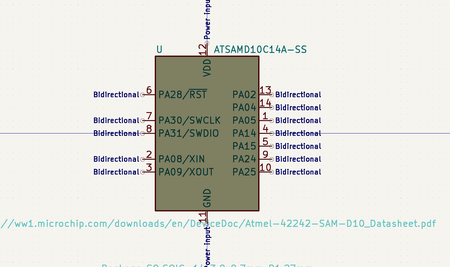 Power input
U ATSAMD10C14A-SS
12
VDD
Bidirectional 6 PA28/RST PA02 13 Bidirectional
PA04 14 Bidirectional
Bidirectional 7 PA30/SWCLK PA05 1 Bidirectional
Bidirectional 8 PA31/SWDIO PA14 4 Bidirectional
PA15 5 Bidirectional
Bidirectional 2 PA08/XIN PA24 9 Bidirectional
Bidirectional 3 PA09/XOUT PA25 10 Bidirectional
GND
11
//ww1.microchip.com/downloads/en/DeviceDoc/Atmel-42242-SAM-D10_Datasheet.pdf
Power input